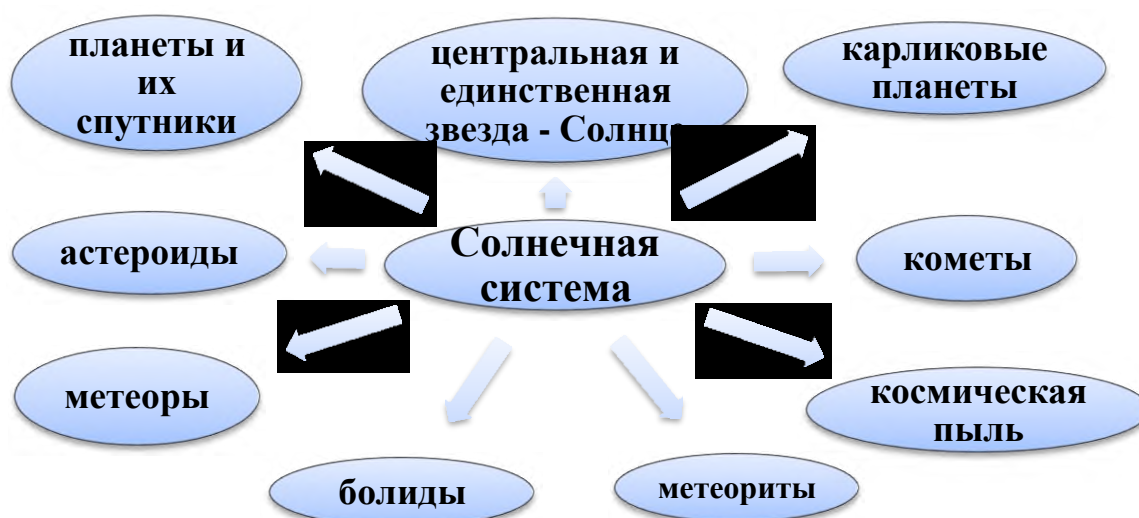 планеты и
их
спутники
центральная и
единственная
звезда - Солнце
карликовые
планеты
астероиды
Солнечная
система
кометы
метеоры
космическая
пыль
болиды
метеориты